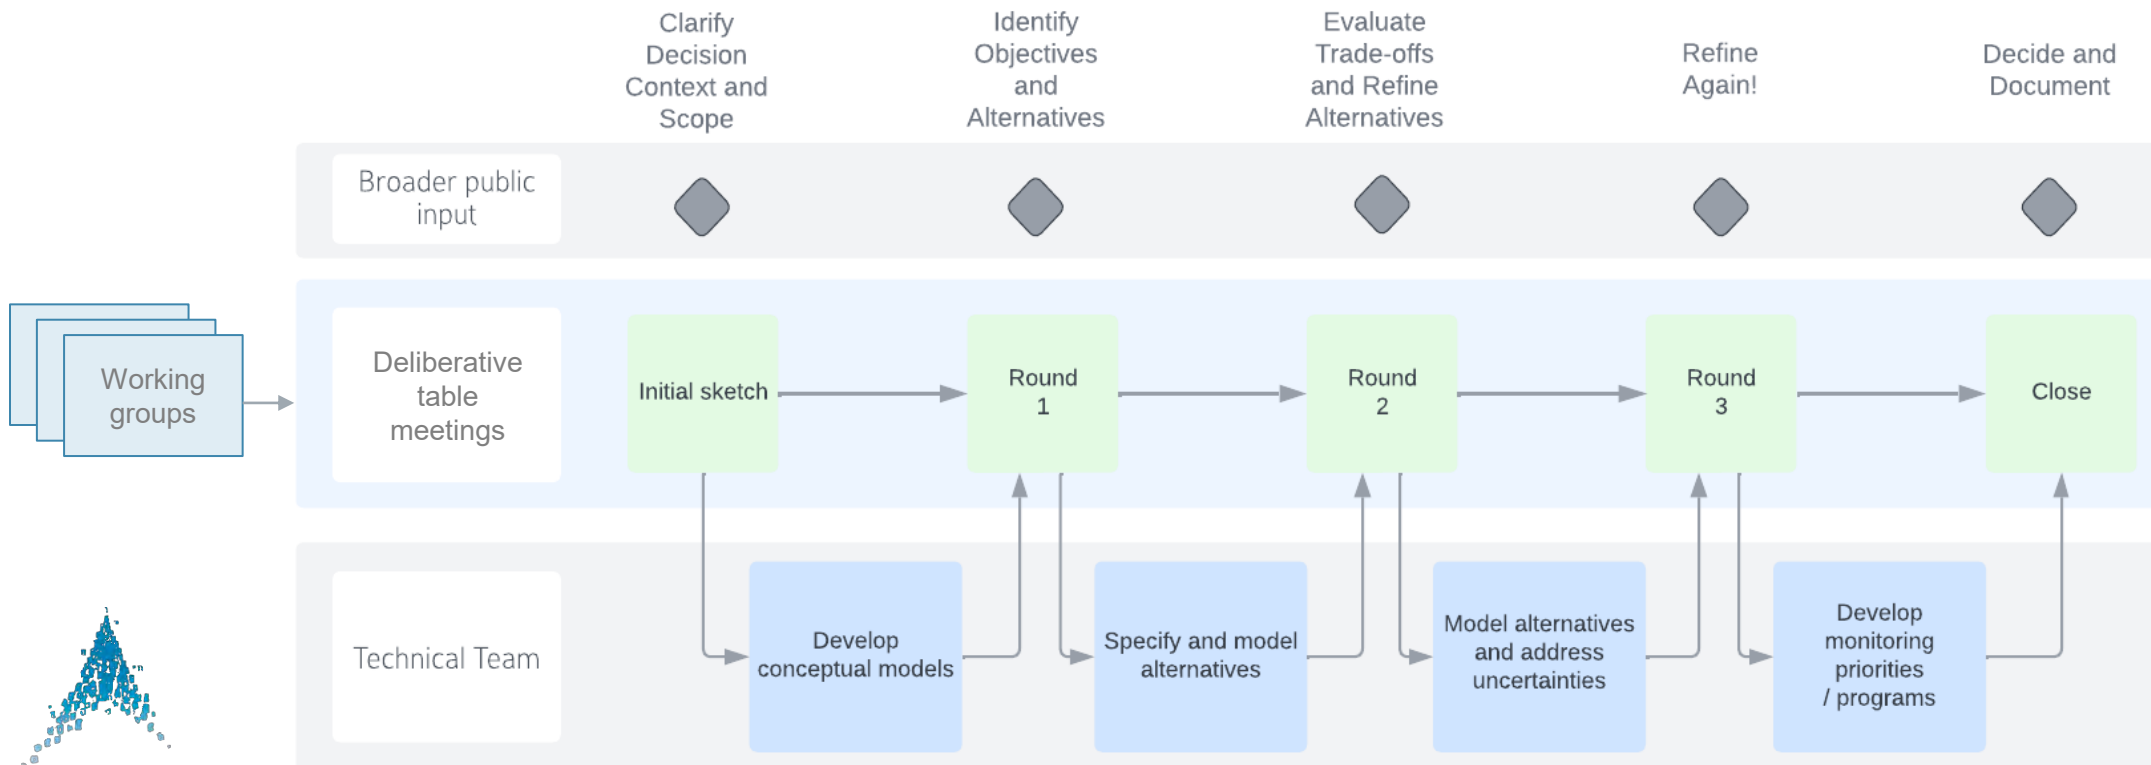 Clarify
Decision
Context and
Scope
Identify
Objectives
and
Alternatives
Evaluate
Trade-offs
and Refine
Alternatives
Refine
Again!
Decide and
Document
Broader public
input
Working
groups
Deliberative
table
meetings
Initial sketch
Round
1
Round
2
Round
3
Close
Technical Team
Develop
conceptual models
Specify and model
alternatives
Model alternatives
and address
uncertainties
Develop
monitoring
priorities
/ programs